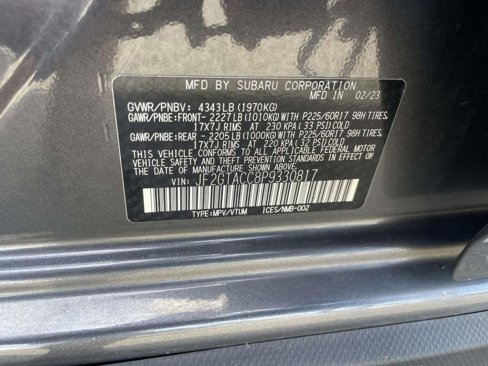 MFD BY SUBARU CORPORATION
MFD IN 02/23
GVWR/PNBV: 4343LB (1970KG)
GAWR/PNBE:FRONT- 2227LB (1010KG) WITH P225/60R17 98H TIRES,
17X7J RIMS AT 230 KPA (33 PSI) COLD
GAWR/PNBE:REAR - 2205LB (1000KG) WITH P225/60R17 98H TIRES,
17X7J RIMS AT 220 KPA (32 PSI) COLD
THIS VEHICLE CONFORMS TO ALL APPLICABLE FEDERAL MOTOR
VEHICLE SAFETY AND THEFT PREVENTION STANDARDS IN EFFECT
ON THE DATE OF MANUFACTURE SHOWN ABOVE.
VIN: JF2GTACC8P9330817
TYPE:MPV/VTUM ICES/NMB-002